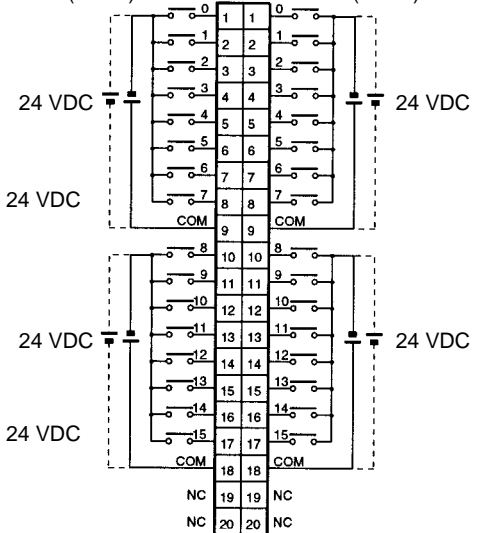 0 1 1 0
1 2 2 1
2 3 3 2
24 VDC 3 4 4 3 24 VDC
4 5 5 4
5 6 6 5
6 7 7 6
24 VDC 7 8 8 7
COM 9 9 COM
8 10 10 8
9 11 11 9
10 12 12 10
24 VDC 11 13 13 11 24 VDC
12 14 14 12
13 15 15 13
14 16 16 14
24 VDC 15 17 17 15
COM 18 18 COM
NC 19 19 NC
NC 20 20 NC